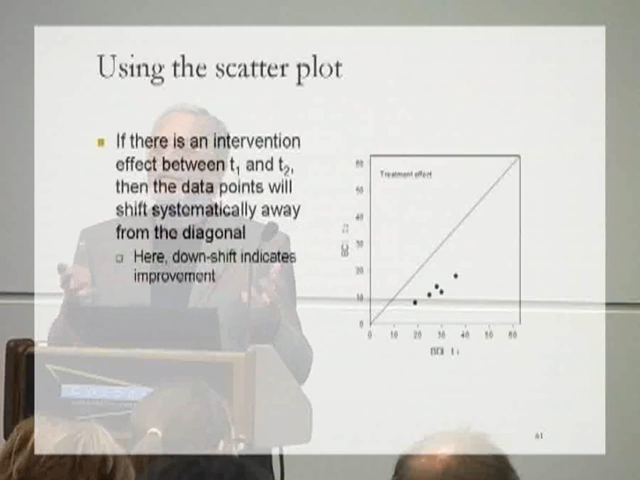 Using the scatter plot
If there is an intervention
effect between t1 and t2,
then the data points will
shift systematically away
from the diagonal
Here, down-shift indicates
improvement
Treatment effect
60
50
40
30
20
10
0
0 10 20 30 40 50 60
61